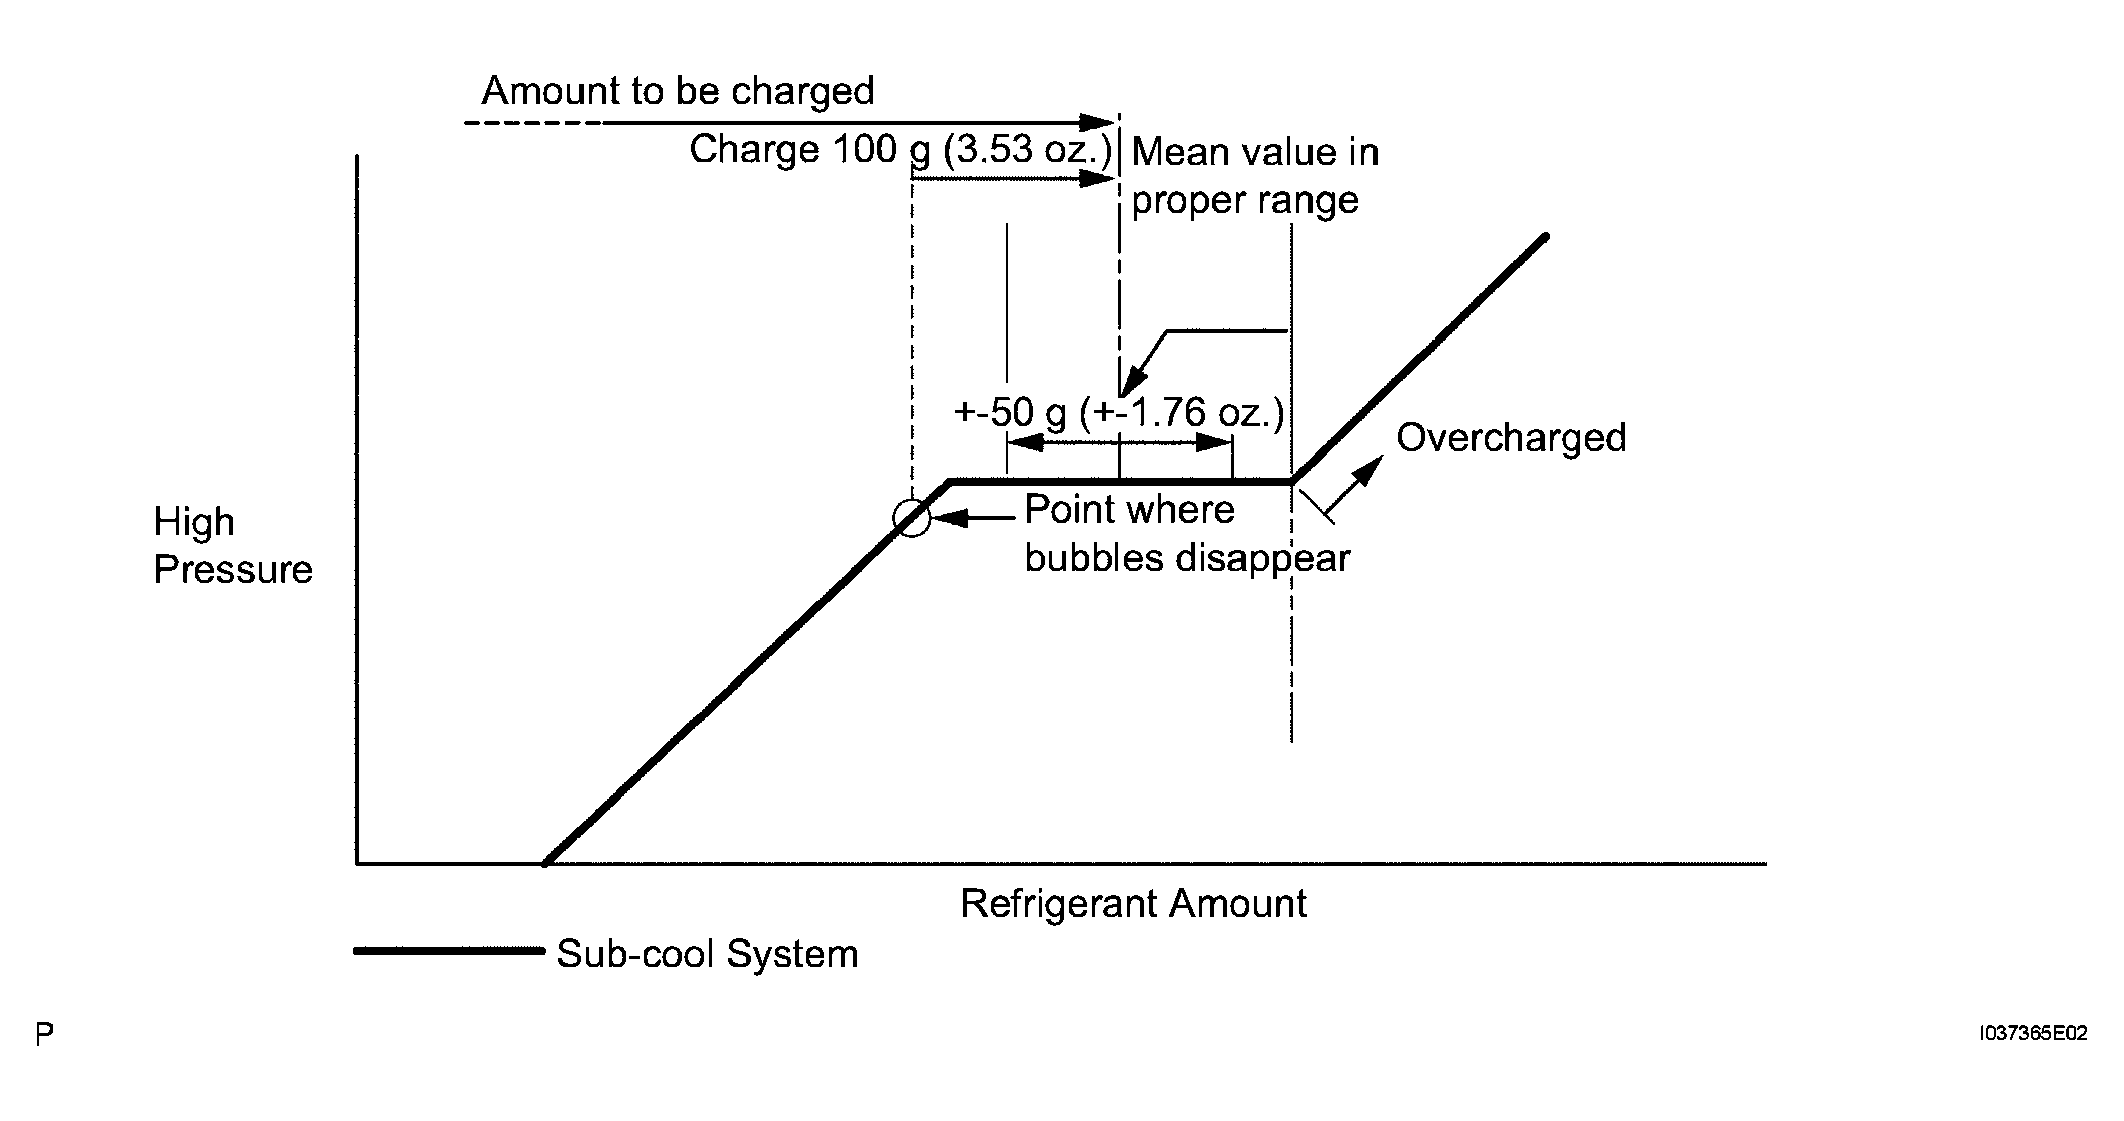 Amount to be charged
Charge 100 g (3.53 oz.)
Mean value in
proper range
+-50 g (+-1.76 oz.)
Overcharged
Point where
bubbles disappear
High
Pressure
Refrigerant Amount
Sub-cool System
P
I037365E02